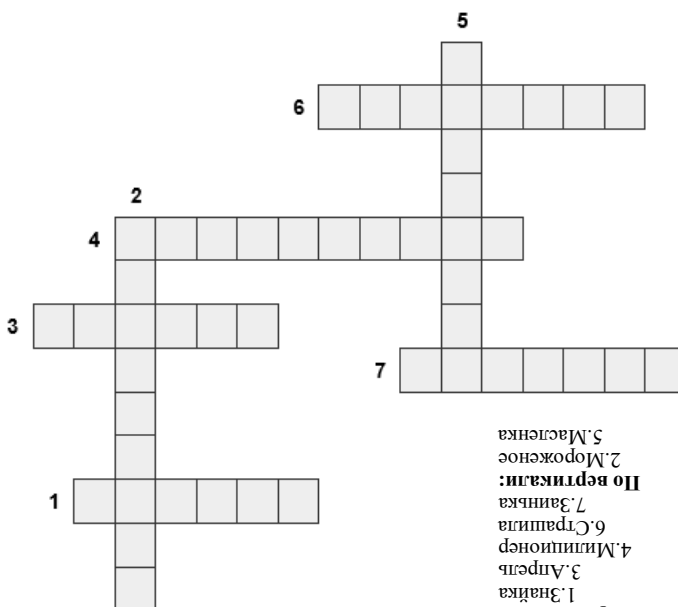 5
6
2
4
3
7
1
1.Знайка
3.Апрель
4.Милиционер
6.Страшила
7.Заинька
По вертикали:
2.Мороженое
5.Масленка